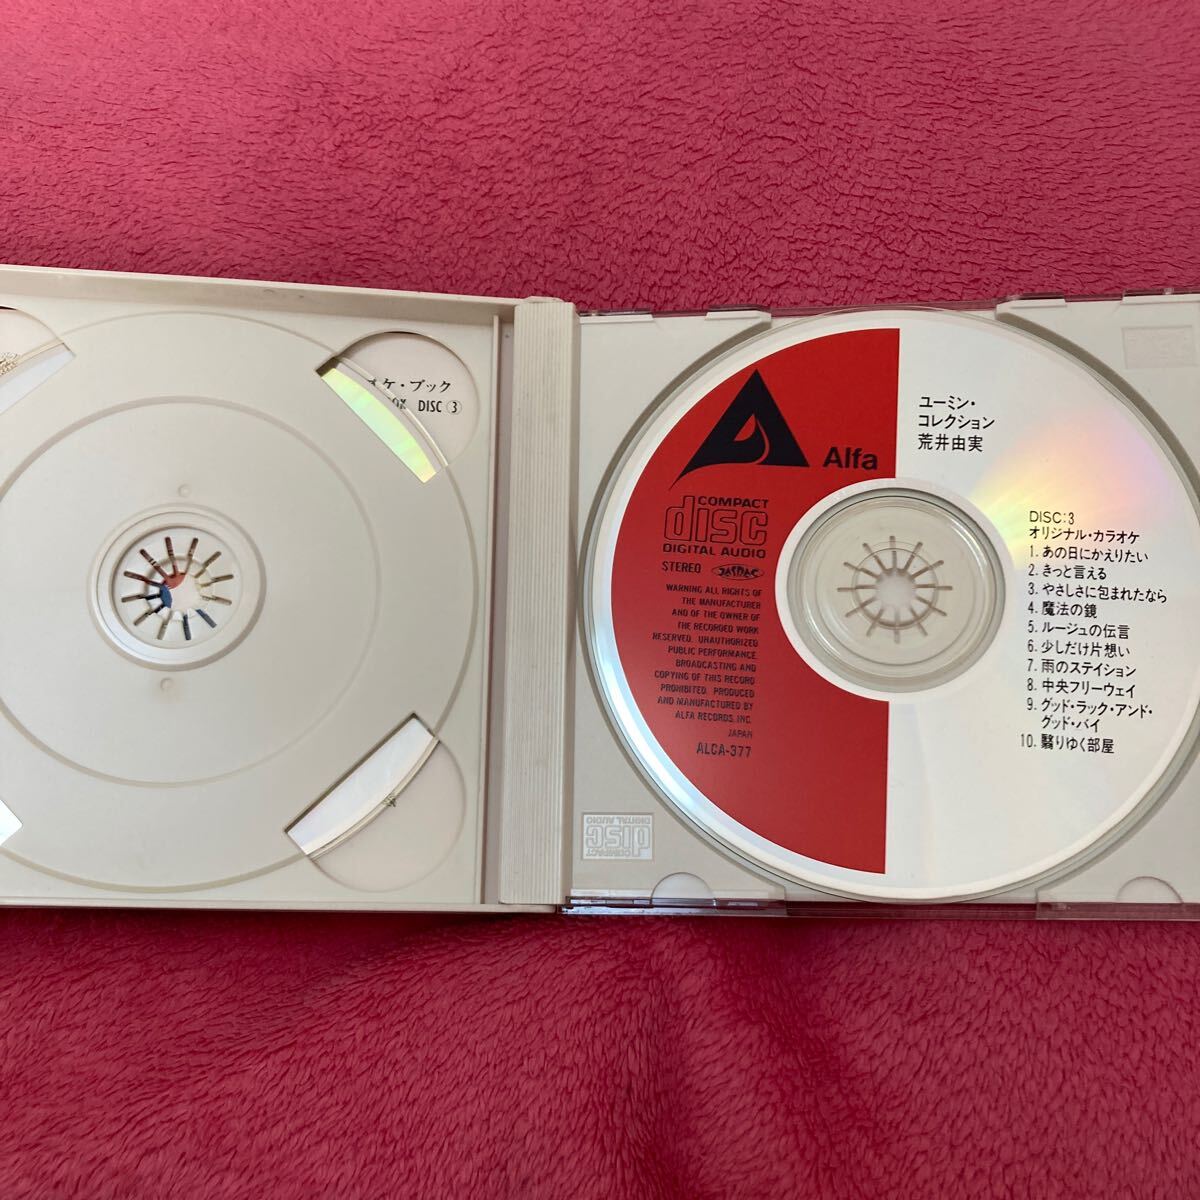 ケ・ブック
BOX DISC ③
Alfa
COMPACT
disc
DIGITAL AUDIO
STEREO JASRAC
WARNING ALL RIGHTS OF
THE MANUFACTURER
AND OF THE OWNER OF
THE RECORDED WORK
RESERVED. UNAUTHORIZED
PUBLIC PERFORMANCE.
BROADCASTING AND
COPYING OF THIS RECORD
PROHIBITED. PRODUCED
AND MANUFACTURED BY
ALFA RECORDS, INC.
JAPAN
ALCA-377
ユーミン・
コレクション
荒井由実
DISC:3
オリジナル・カラオケ
1. あの日にかえりたい
2. きっと言える
3. やさしさに包まれたなら
4. 魔法の鏡
5. ルージュの伝言
6. 少しだけ片想い
7. 雨のステイション
8. 中央フリーウェイ
9. グッド・ラック・アンド・
グッド・バイ
10. 翳りゆく部屋
COMPACT
disc
DIGITAL AUDIO